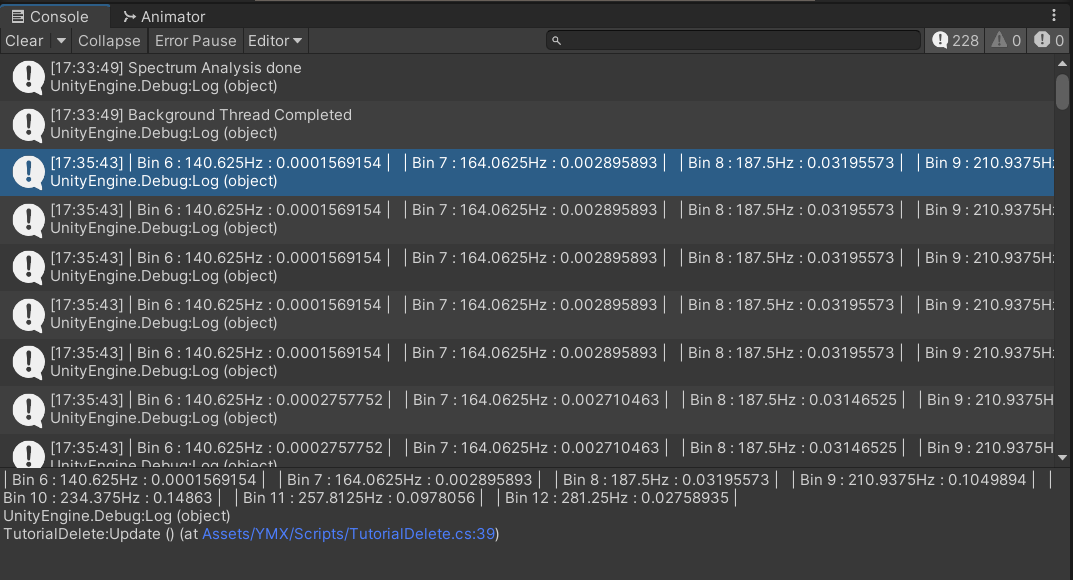 Console Animator
Clear Collapse Error Pause Editor 228 0 0
[17:33:49] Spectrum Analysis done
UnityEngine.Debug:Log (object)
[17:33:49] Background Thread Completed
UnityEngine.Debug:Log (object)
[17:35:43] | Bin 6 : 140.625Hz : 0.0001569154 | | Bin 7 : 164.0625Hz : 0.002895893 | | Bin 8 : 187.5Hz : 0.03195573 | | Bin 9 : 210.9375Hz:
UnityEngine.Debug:Log (object)
[17:35:43] | Bin 6 : 140.625Hz : 0.0001569154 | | Bin 7 : 164.0625Hz : 0.002895893 | | Bin 8 : 187.5Hz : 0.03195573 | | Bin 9 : 210.9375Hz:
UnityEngine.Debug:Log (object)
[17:35:43] | Bin 6 : 140.625Hz : 0.0001569154 | | Bin 7 : 164.0625Hz : 0.002895893 | | Bin 8 : 187.5Hz : 0.03195573 | | Bin 9 : 210.9375Hz:
UnityEngine.Debug:Log (object)
[17:35:43] | Bin 6 : 140.625Hz : 0.0001569154 | | Bin 7 : 164.0625Hz : 0.002895893 | | Bin 8 : 187.5Hz : 0.03195573 | | Bin 9 : 210.9375Hz:
UnityEngine.Debug:Log (object)
[17:35:43] | Bin 6 : 140.625Hz : 0.0001569154 | | Bin 7 : 164.0625Hz : 0.002895893 | | Bin 8 : 187.5Hz : 0.03195573 | | Bin 9 : 210.9375Hz:
UnityEngine.Debug:Log (object)
[17:35:43] | Bin 6 : 140.625Hz : 0.0002757752 | | Bin 7 : 164.0625Hz : 0.002710463 | | Bin 8 : 187.5Hz : 0.03146525 | | Bin 9 : 210.9375H
UnityEngine.Debug:Log (object)
[17:35:43] | Bin 6 : 140.625Hz : 0.0002757752 | | Bin 7 : 164.0625Hz : 0.002710463 | | Bin 8 : 187.5Hz : 0.03146525 | | Bin 9 : 210.9375H
UnityEngine.Debug:Log (object)
| Bin 6 : 140.625Hz : 0.0001569154 | | Bin 7 : 164.0625Hz : 0.002895893 | | Bin 8 : 187.5Hz : 0.03195573 | | Bin 9 : 210.9375Hz : 0.1049894 | |
Bin 10 : 234.375Hz : 0.14863 | | Bin 11 : 257.8125Hz : 0.0978056 | | Bin 12 : 281.25Hz : 0.02758935 |
UnityEngine.Debug:Log (object)
TutorialDelete:Update () (at Assets/YMX/Scripts/TutorialDelete.cs:39)